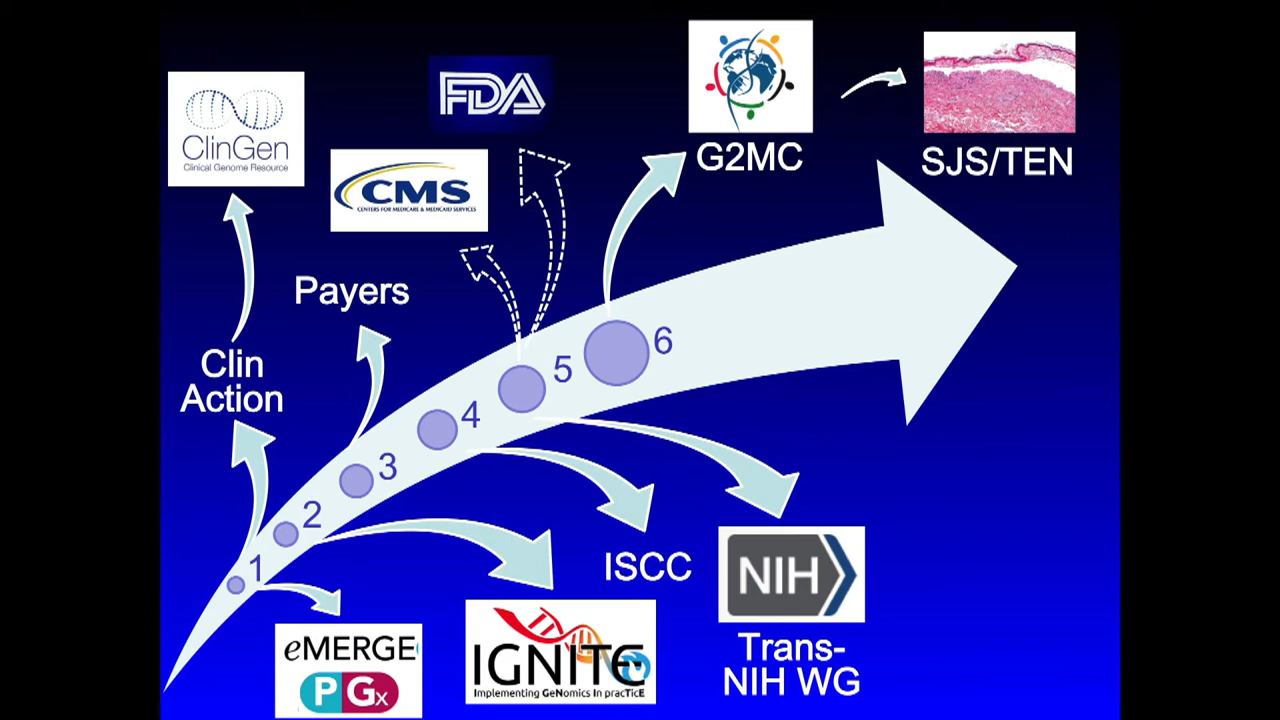 FDA
ClinGen
Clinical Genome Resource
CMS
CENTERS FOR MEDICARE & MEDICAID SERVICES
G2MC
SJS/TEN
Payers
Clin
Action
6
5
4
3
2
1
ISCC
NIH
Trans-
NIH WG
IGNITE
Implementing GeNomics In pracTicE
eMERGE
PGx